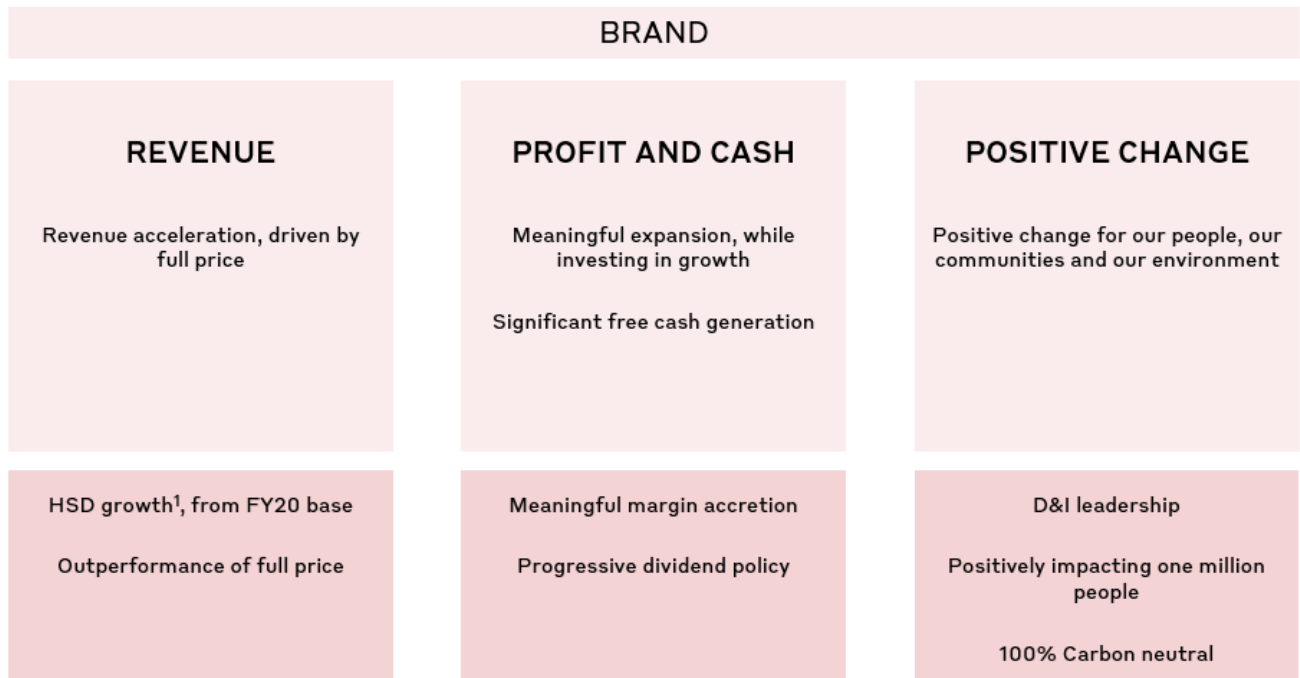 BRAND
REVENUE
Revenue acceleration, driven by
full price
HSD growth¹, from FY20 base
Outperformance of full price
PROFIT AND CASH
Meaningful expansion, while
investing in growth
Significant free cash generation
Meaningful margin accretion
Progressive dividend policy
POSITIVE CHANGE
Positive change for our people, our
communities and our environment
D&I leadership
Positively impacting one million
people
100% Carbon neutral